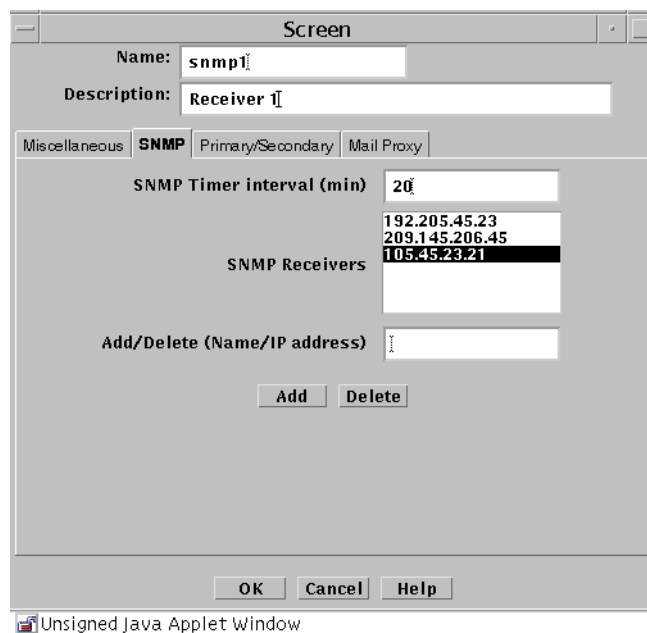 Screen
Name: snmp1
Description: Receiver 1
Miscellaneous SNMP Primary/Secondary Mail Proxy
SNMP Timer interval (min) 20
192.205.45.23
209.145.206.45
105.45.23.21
SNMP Receivers
Add/Delete (Name/IP address)
Add Delete
OK Cancel Help
Unsigned Java Applet Window